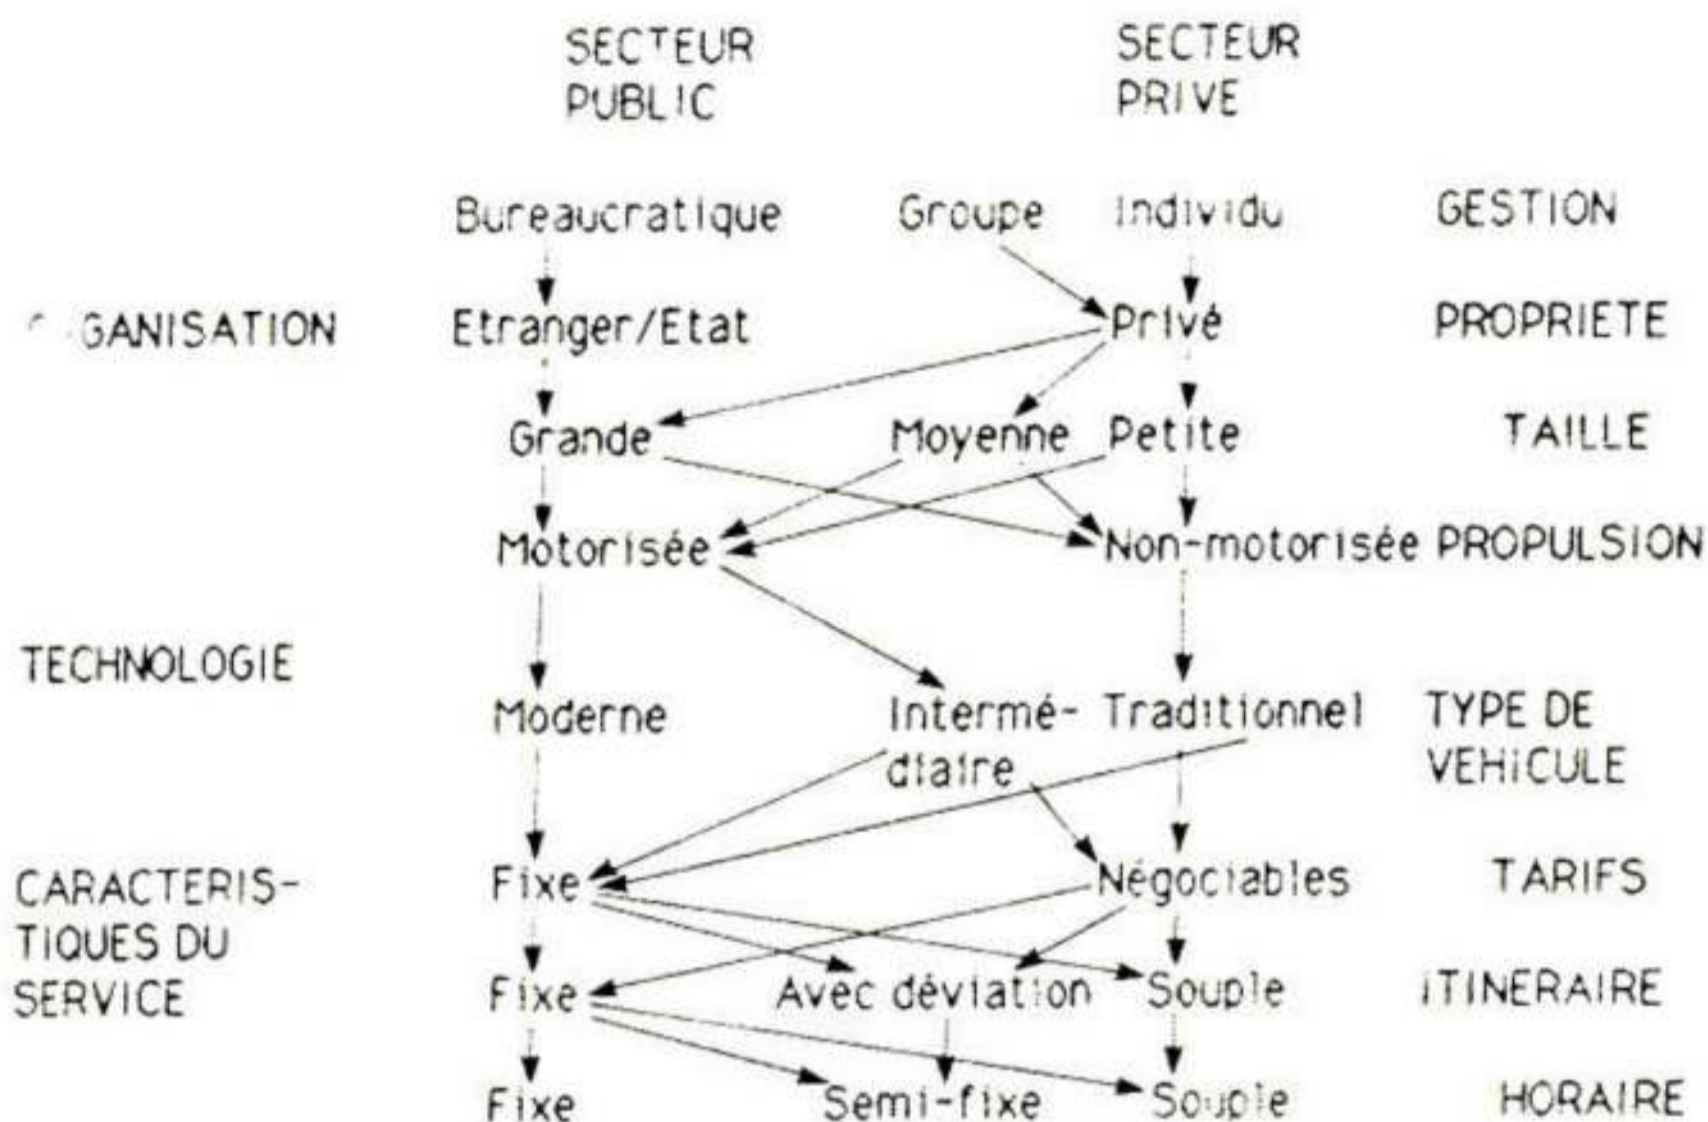 SECTEUR SECTEUR
PUBLIC PRIVE
Bureaucratique Groupe Individu GESTION
GANISATION Etranger/Etat Privé PROPRIETE
Grande Moyenne Petite TAILLE
Motorisée Non-motorisée PROPULSION
TECHNOLOGIE
Moderne Intermé- Traditionnel TYPE DE
diaire VEHICULE
CARACTERIS- Fixe Négociables TARIFS
TIQUES DU
SERVICE Fixe Avec déviation Souple ITINERAIRE
Fixe Semi-fixe Souple HORAIRE